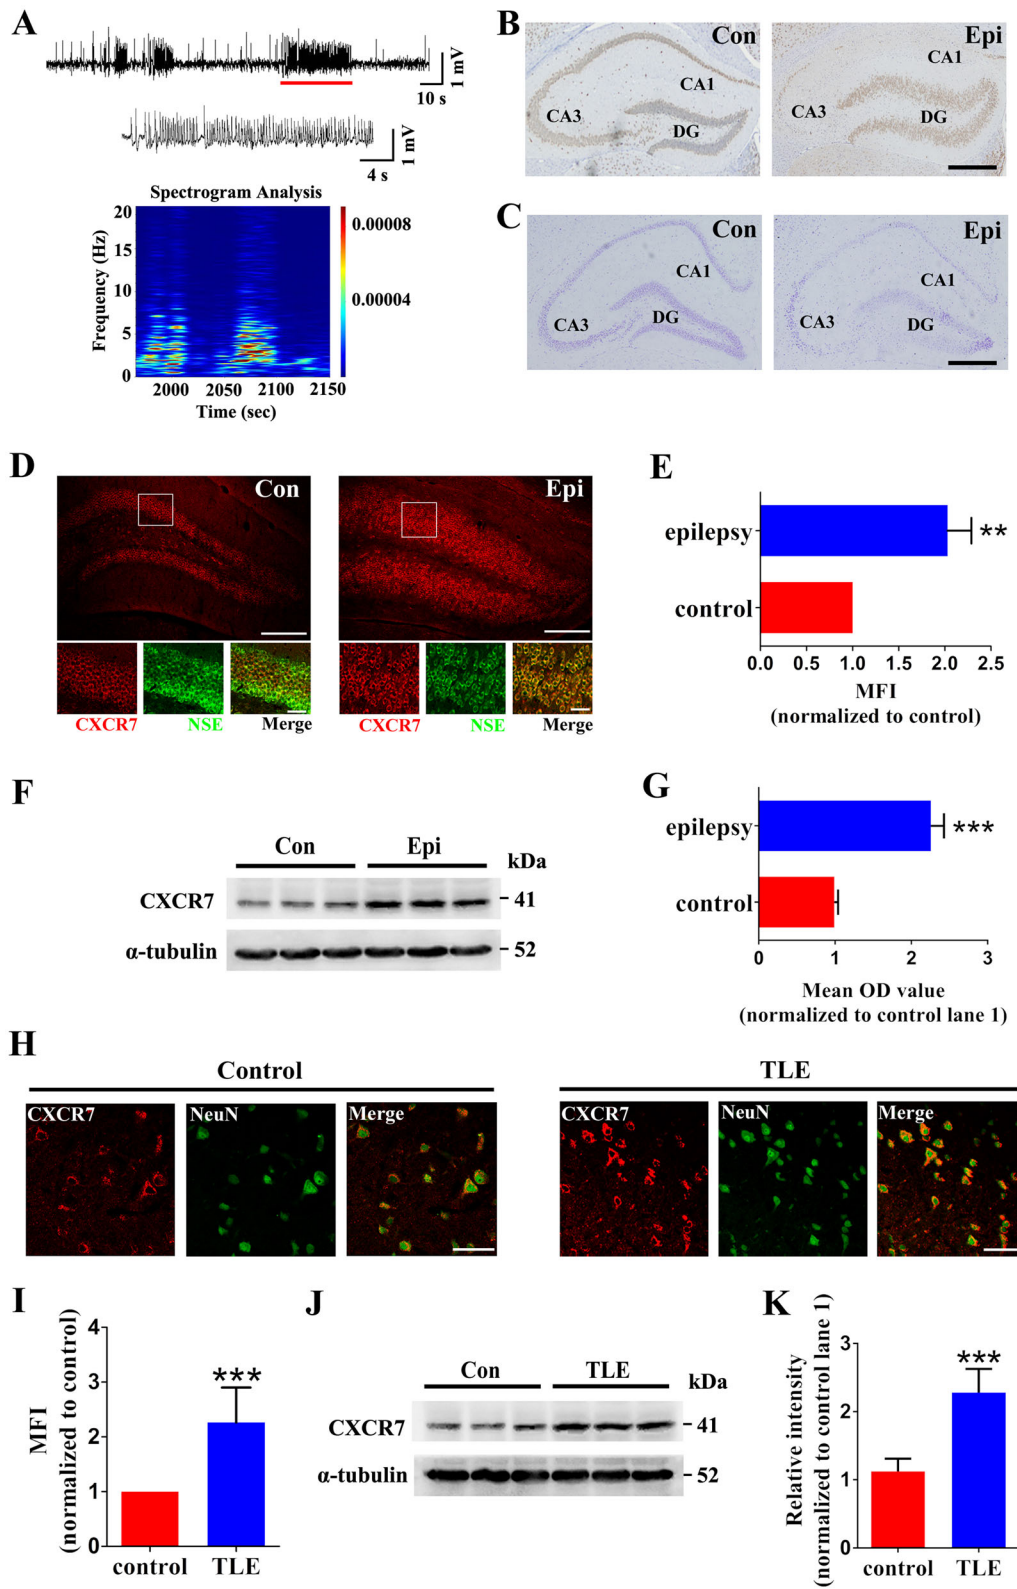 A
1 mV
10 s
1 mV
4 s
Spectrogram Analysis
20
15
10
5
0
Frequency (Hz)
2000 2050 2100 2150
Time (sec)
0.00008
0.00004
B
Con
CA1
CA3
DG
Epi
CA1
CA3
DG
C
Con
CA1
CA3
DG
Epi
CA1
CA3
DG
D
Con
Epi
CXCR7 NSE Merge
CXCR7 NSE Merge
E
epilepsy
**
control
0.0 0.5 1.0 1.5 2.0 2.5
MFI
(normalized to control)
F
Con Epi kDa
CXCR7 41
α-tubulin 52
G
epilepsy
***
control
0 1 2 3
Mean OD value
(normalized to control lane 1)
H
Control
CXCR7 NeuN Merge
TLE
CXCR7 NeuN Merge
I
MFI
(normalized to control)
4
3
2
1
0
***
control TLE
J
Con TLE kDa
CXCR7 41
α-tubulin 52
K
Relative intensity
(normalized to control lane 1)
3
2
1
0
***
control TLE